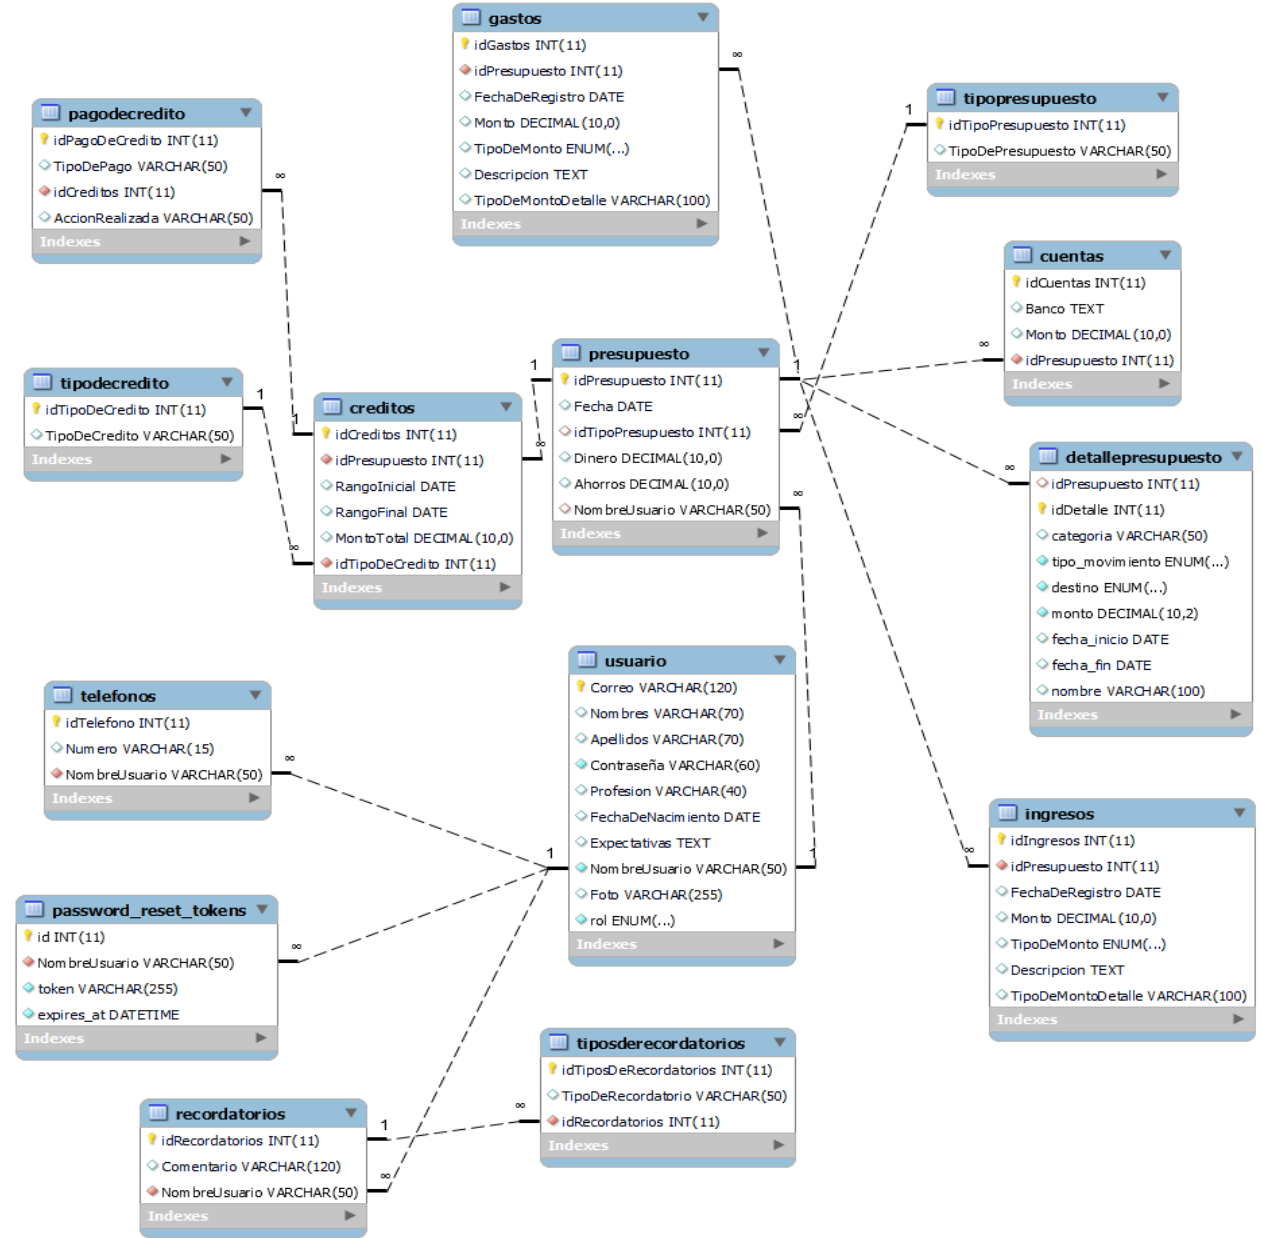 gastos
idGastos INT(11)
idPresupuesto INT(11)
FechaDeRegistro DATE
Monto DECIMAL(10,0)
TipoDeMonto ENUM(...)
Descripcion TEXT
TipoDeMontoDetalle VARCHAR(100)
Indexes
∞
pagodecredito
idPagoDeCredito INT(11)
TipoDePago VARCHAR(50)
idCreditos INT(11)
AccionRealizada VARCHAR(50)
Indexes
∞
1
tipopresupuesto
idTipoPresupuesto INT(11)
TipoDePresupuesto VARCHAR(50)
Indexes
1
cuentas
idCuentas INT(11)
Banco TEXT
Monto DECIMAL(10,0)
idPresupuesto INT(11)
Indexes
∞
presupuesto
idPresupuesto INT(11)
Fecha DATE
idTipoPresupuesto INT(11)
Dinero DECIMAL(10,0)
Ahorros DECIMAL(10,0)
NombreUsuario VARCHAR(50)
Indexes
1
1
∞
∞
tipodecredito
idTipoDeCredito INT(11)
TipoDeCredito VARCHAR(50)
Indexes
1
creditos
idCreditos INT(11)
idPresupuesto INT(11)
RangoInicial DATE
RangoFinal DATE
MontoTotal DECIMAL(10,0)
idTipoDeCredito INT(11)
Indexes
1
∞
∞
detallepresupuesto
idPresupuesto INT(11)
idDetalle INT(11)
categoria VARCHAR(50)
tipo_movimiento ENUM(...)
destino ENUM(...)
monto DECIMAL(10,2)
fecha_inicio DATE
fecha_fin DATE
nombre VARCHAR(100)
Indexes
∞
usuario
Correo VARCHAR(120)
Nombres VARCHAR(70)
Apellidos VARCHAR(70)
Contraseña VARCHAR(60)
Profesion VARCHAR(40)
FechaDeNacimiento DATE
Expectativas TEXT
NombreUsuario VARCHAR(50)
Foto VARCHAR(255)
rol ENUM(...)
Indexes
1
1
telefonos
idTelefono INT(11)
Numero VARCHAR(15)
NombreUsuario VARCHAR(50)
Indexes
∞
ingresos
idIngresos INT(11)
idPresupuesto INT(11)
FechaDeRegistro DATE
Monto DECIMAL(10,0)
TipoDeMonto ENUM(...)
Descripcion TEXT
TipoDeMontoDetalle VARCHAR(100)
Indexes
∞
password_reset_tokens
id INT(11)
NombreUsuario VARCHAR(50)
token VARCHAR(255)
expires_at DATETIME
Indexes
∞
tiposderecordatorios
idTiposDeRecordatorios INT(11)
TipoDeRecordatorio VARCHAR(50)
idRecordatorios INT(11)
Indexes
∞
recordatorios
idRecordatorios INT(11)
Comentario VARCHAR(120)
NombreUsuario VARCHAR(50)
Indexes
1
∞